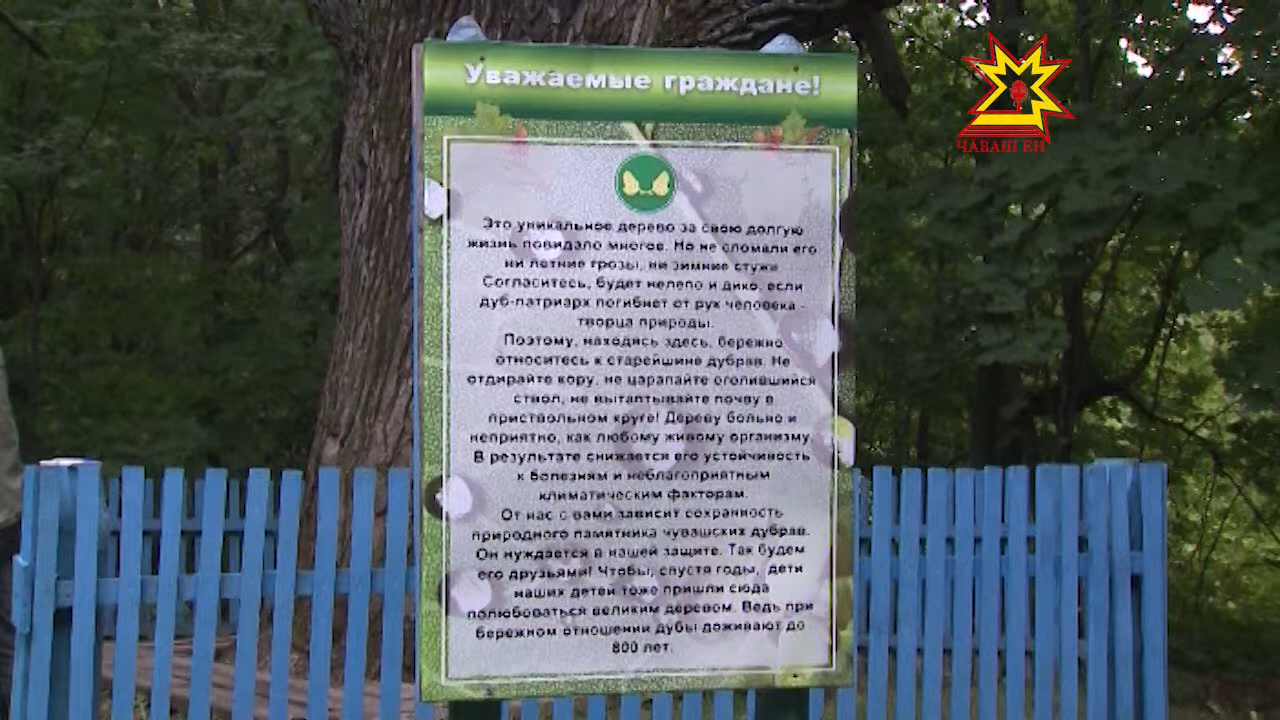 Уважаемые граждане!
ЧĂВАШ ЕН
Это уникальное дерево за свою долгую
жизнь повидало многое. Но не сломали его
ни летние грозы, ни зимние стужи
Согласитесь, будет нелепо и дико, если
дуб-патриарх погибнет от рук человека -
творца природы.
Поэтому, находясь здесь, бережно
относитесь к старейшине дубрав. Не
отдирайте кору, не царапайте оголившийся
ствол, не вытаптывайте почву в
приствольном круге! Дереву больно и
неприятно, как любому живому организму.
В результате снижается его устойчивость
к болезням и неблагоприятным
климатическим факторам.
От нас с вами зависит сохранность
природного памятника чувашских дубрав.
Он нуждается в нашей защите. Так будем
его друзьями! Чтобы, спустя годы, дети
наших детей тоже пришли сюда
полюбоваться великим деревом. Ведь при
бережном отношении дубы доживают до
800 лет.